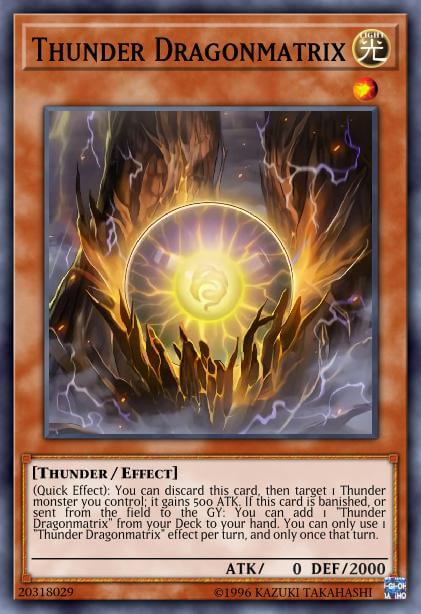 THUNDER DRAGONMATRIX
LIGHT
光
[THUNDER / EFFECT]
(Quick Effect): You can discard this card, then target 1 Thunder
monster you control; it gains 500 ATK. If this card is banished, or
sent from the field to the GY: You can add 1 "Thunder
Dragonmatrix" from your Deck to your hand. You can only use 1
"Thunder Dragonmatrix" effect per turn, and only once that turn.
ATK/ 0 DEF/2000
20318029
©1996 KAZUKI TAKAHASHI